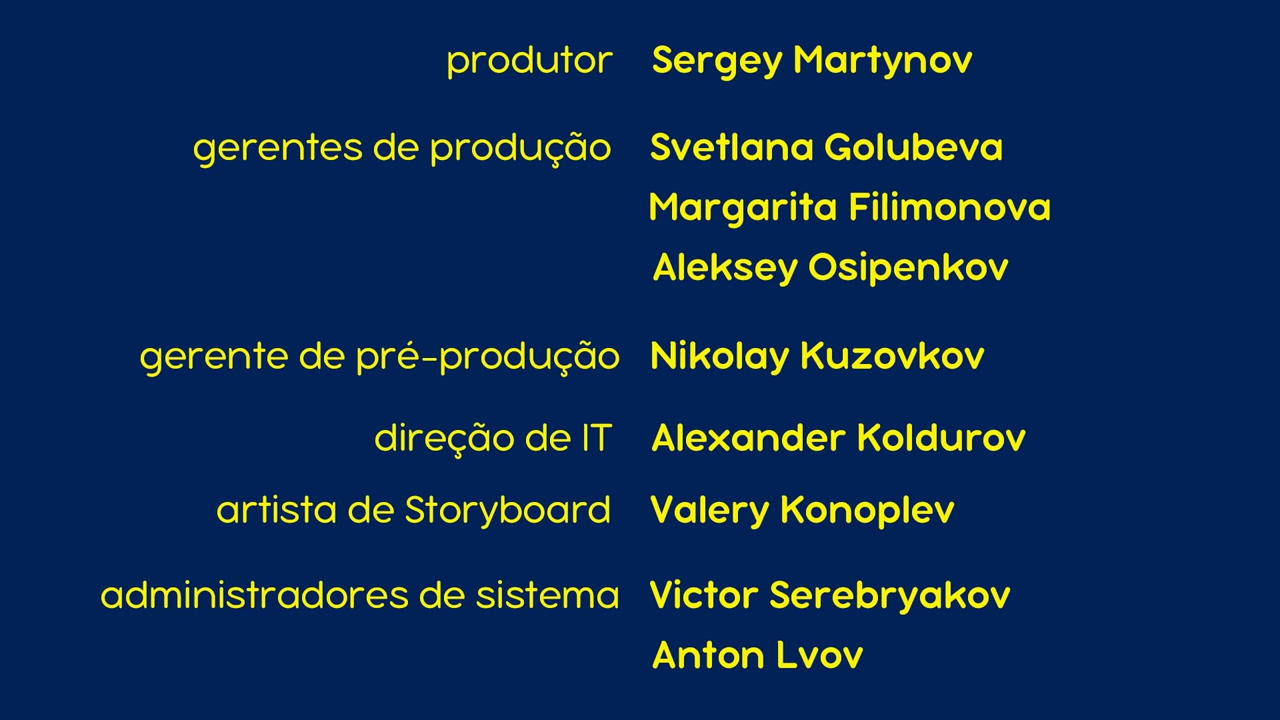 produtor Sergey Martynov
gerentes de produção Svetlana Golubeva
Margarita Filimonova
Aleksey Osipenkov
gerente de pré-produção Nikolay Kuzovkov
direção de IT Alexander Koldurov
artista de Storyboard Valery Konoplev
administradores de sistema Victor Serebryakov
Anton Lvov